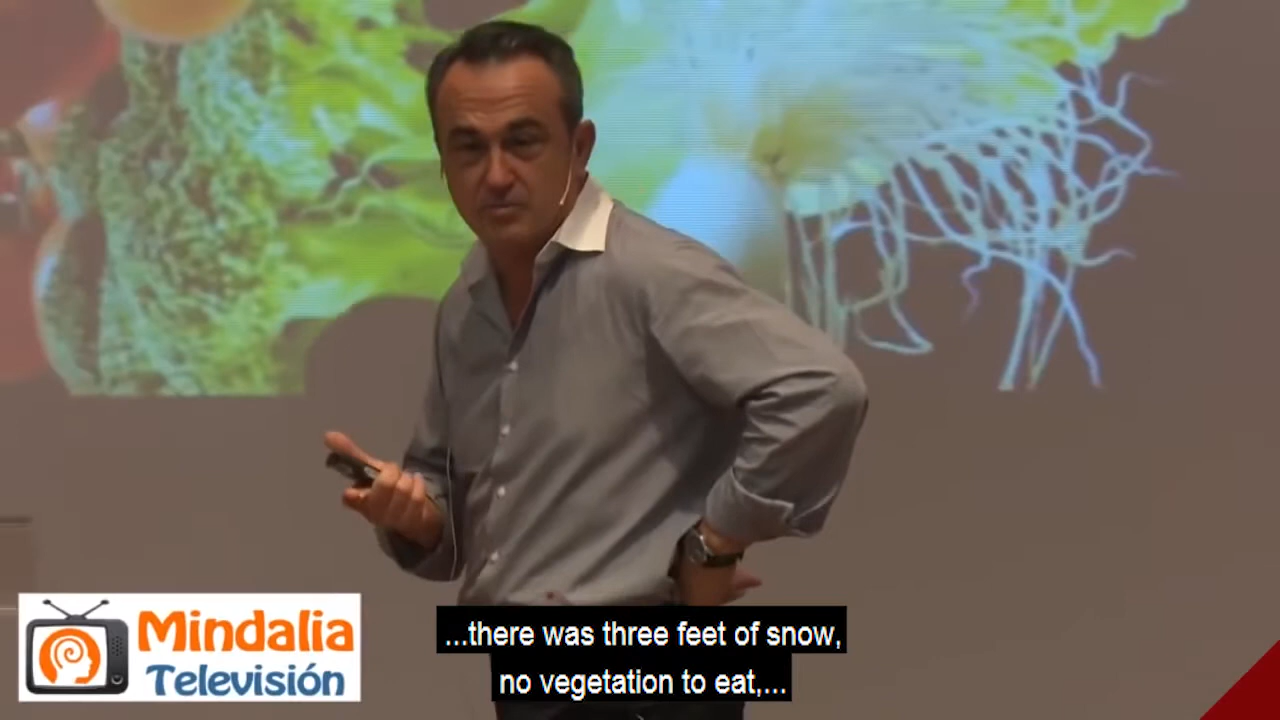 Mindalia
Televisión
...there was three feet of snow,
no vegetation to eat,...